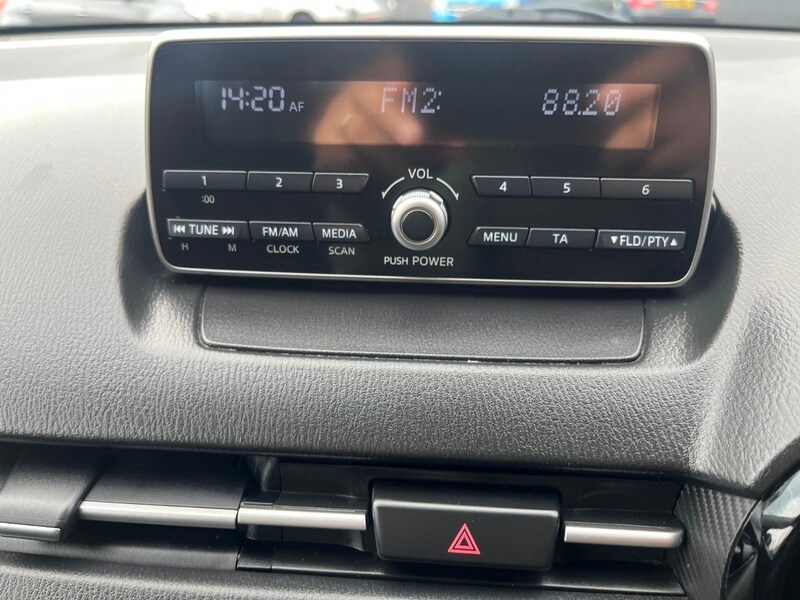 14:20 AF FM2: 88.20
VOL
1 2 3 4 5 6
:00
⏮ TUNE ⏭ FM/AM MEDIA MENU TA ▼FLD/PTY▲
H M CLOCK SCAN
PUSH POWER